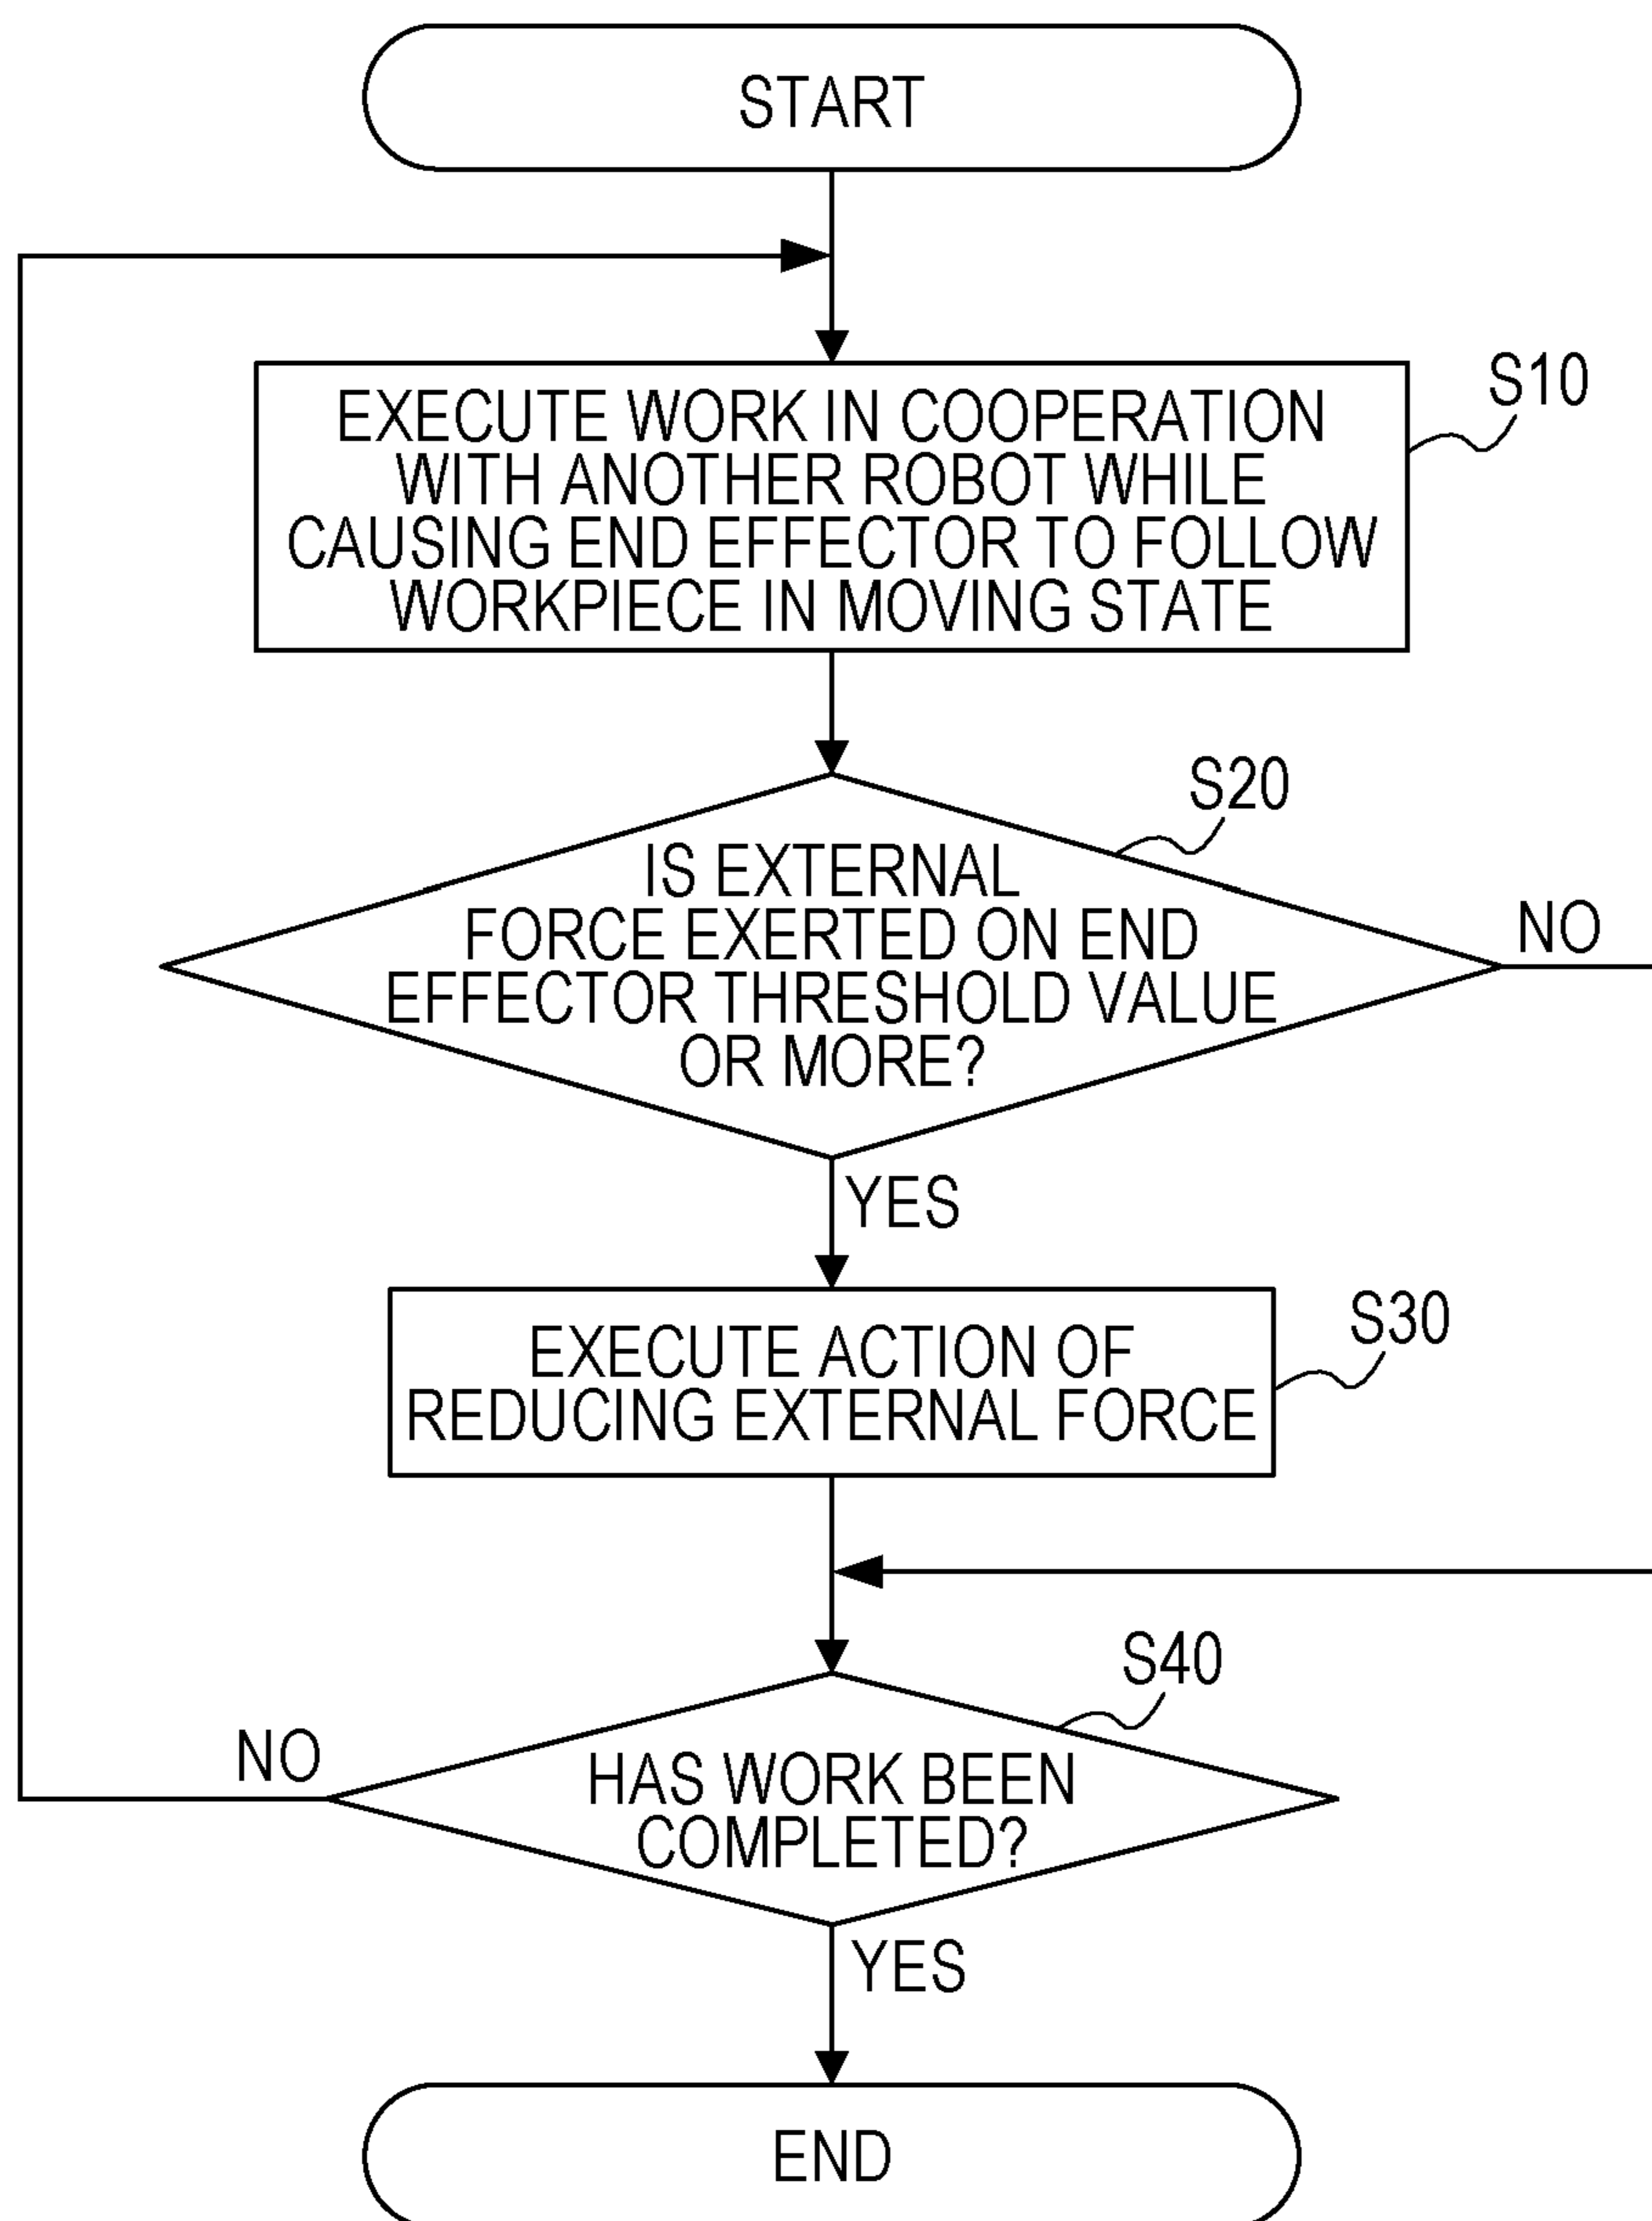 START
EXECUTE WORK IN COOPERATION
WITH ANOTHER ROBOT WHILE
CAUSING END EFFECTOR TO FOLLOW
WORKPIECE IN MOVING STATE
S10
S20
IS EXTERNAL
FORCE EXERTED ON END
EFFECTOR THRESHOLD VALUE
OR MORE?
NO
YES
S30
EXECUTE ACTION OF
REDUCING EXTERNAL FORCE
S40
NO
HAS WORK BEEN
COMPLETED?
YES
END